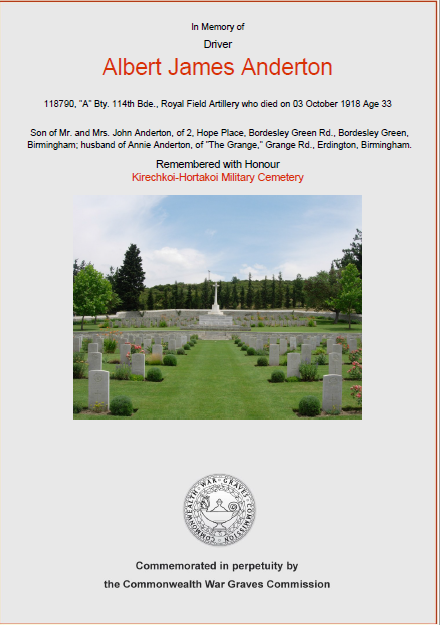 In Memory of
Driver
Albert James Anderton
118790, "A" Bty. 114th Bde., Royal Field Artillery who died on 03 October 1918 Age 33
Son of Mr. and Mrs. John Anderton, of 2, Hope Place, Bordesley Green Rd., Bordesley Green,
Birmingham; husband of Annie Anderton, of "The Grange," Grange Rd., Erdington, Birmingham.
Remembered with Honour
Kirechkoi-Hortakoi Military Cemetery
COMMONWEALTH · WAR · GRAVES · COMMISSION
Commemorated in perpetuity by
the Commonwealth War Graves Commission